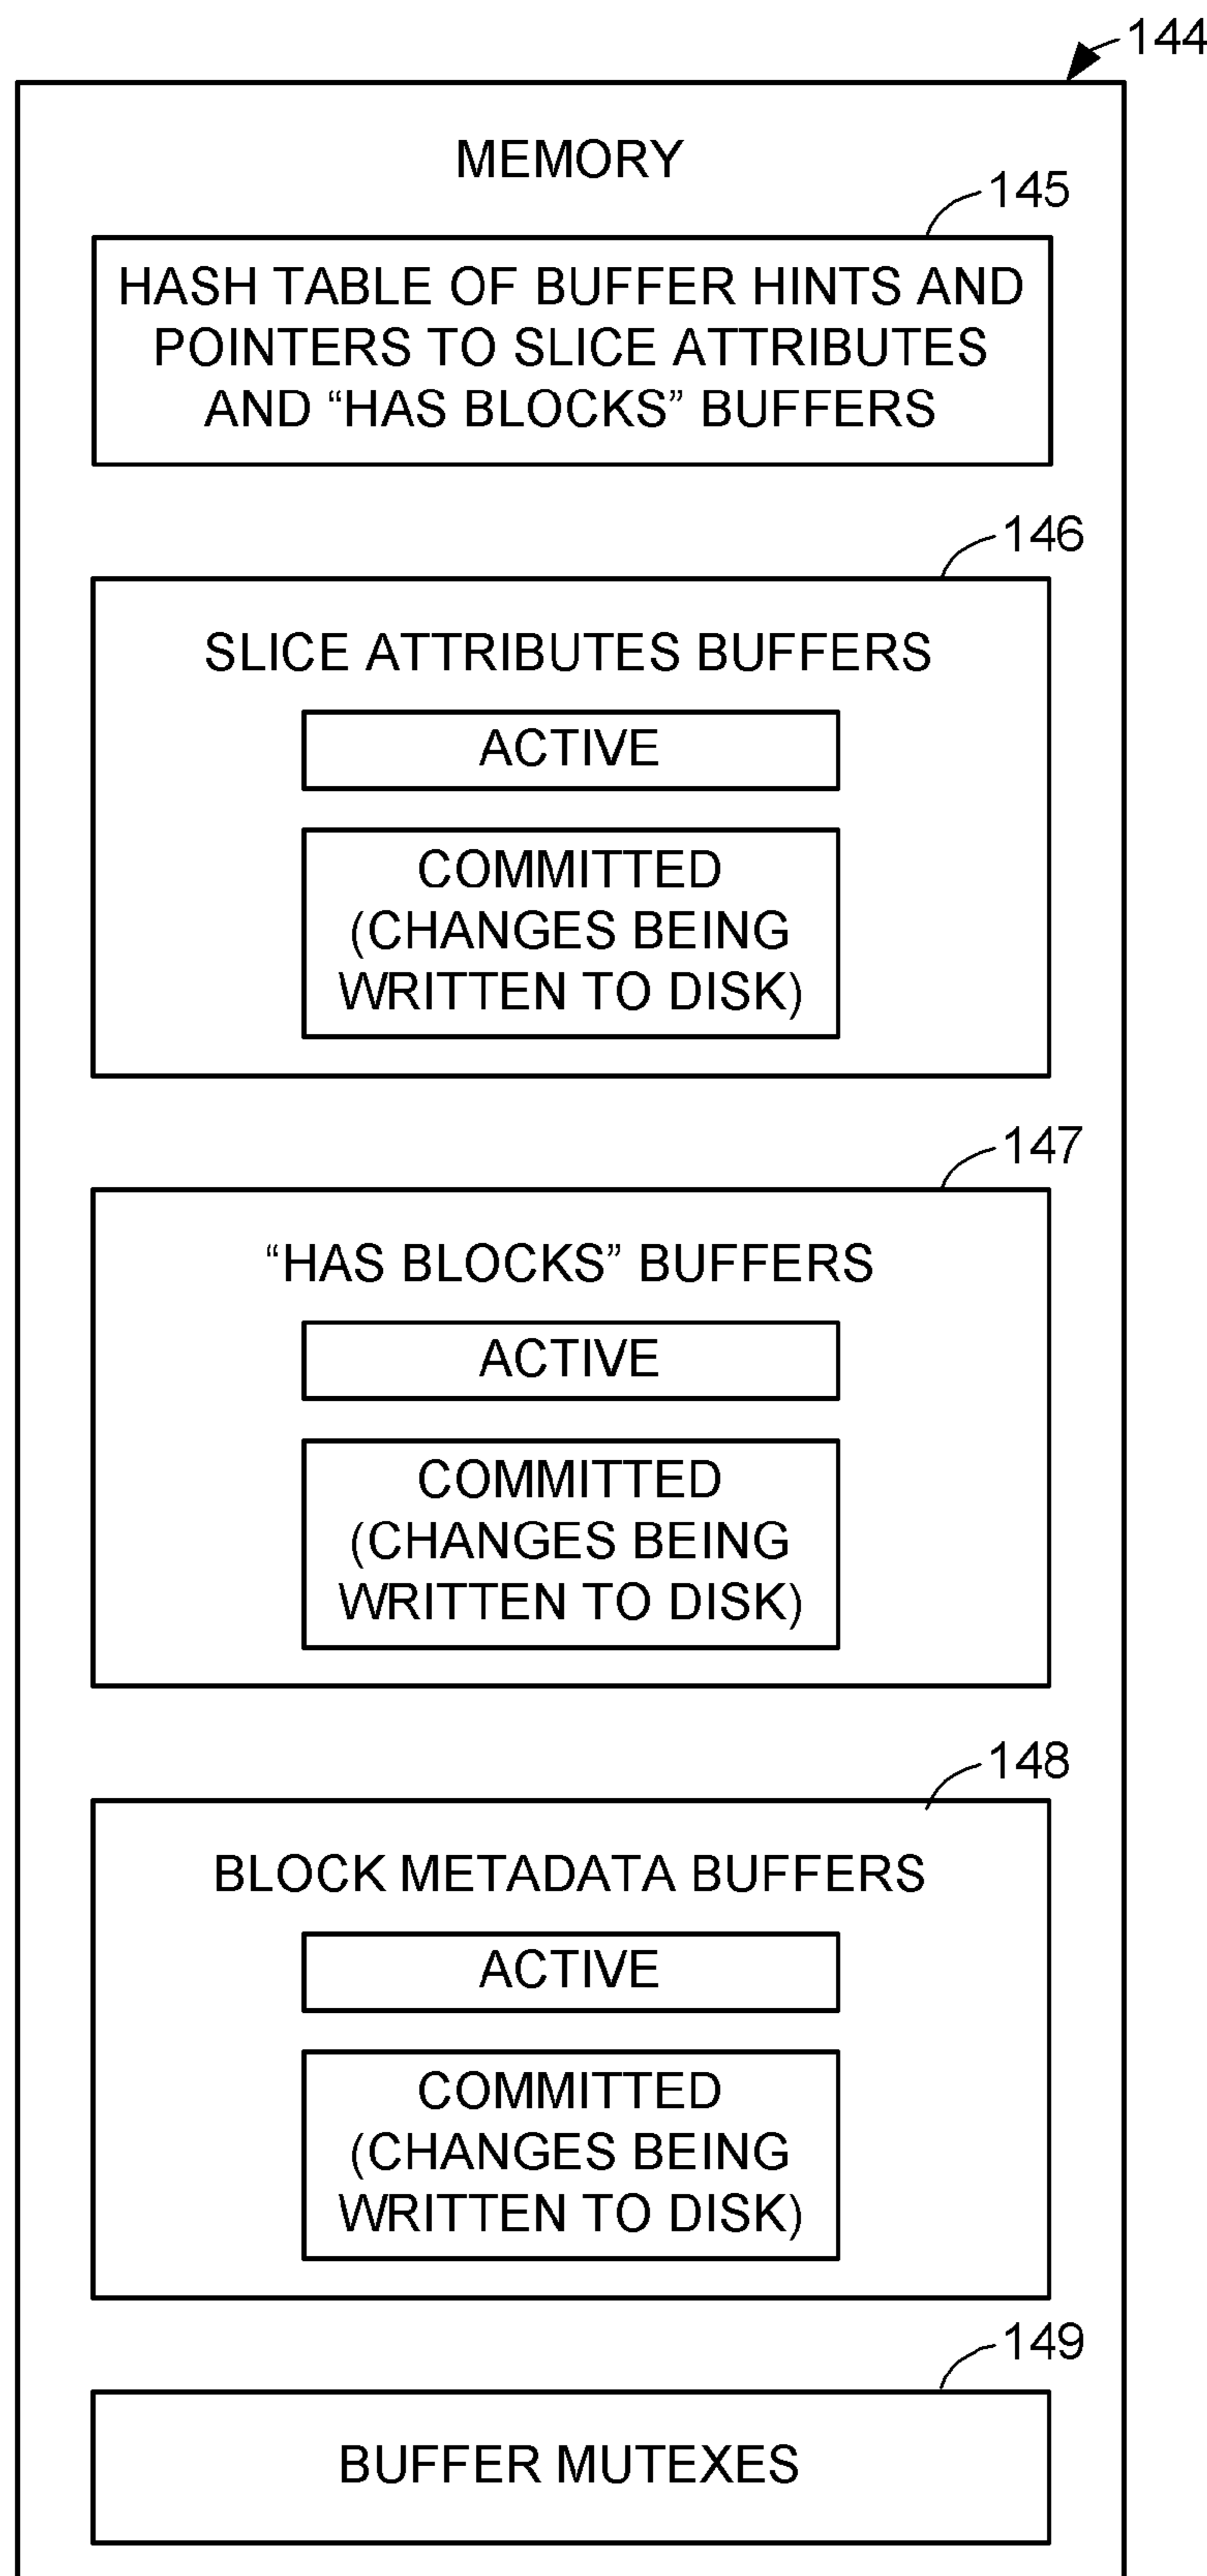 144
MEMORY
145
HASH TABLE OF BUFFER HINTS AND
POINTERS TO SLICE ATTRIBUTES
AND “HAS BLOCKS” BUFFERS
146
SLICE ATTRIBUTES BUFFERS
ACTIVE
COMMITTED
(CHANGES BEING
WRITTEN TO DISK)
147
“HAS BLOCKS” BUFFERS
ACTIVE
COMMITTED
(CHANGES BEING
WRITTEN TO DISK)
148
BLOCK METADATA BUFFERS
ACTIVE
COMMITTED
(CHANGES BEING
WRITTEN TO DISK)
149
BUFFER MUTEXES